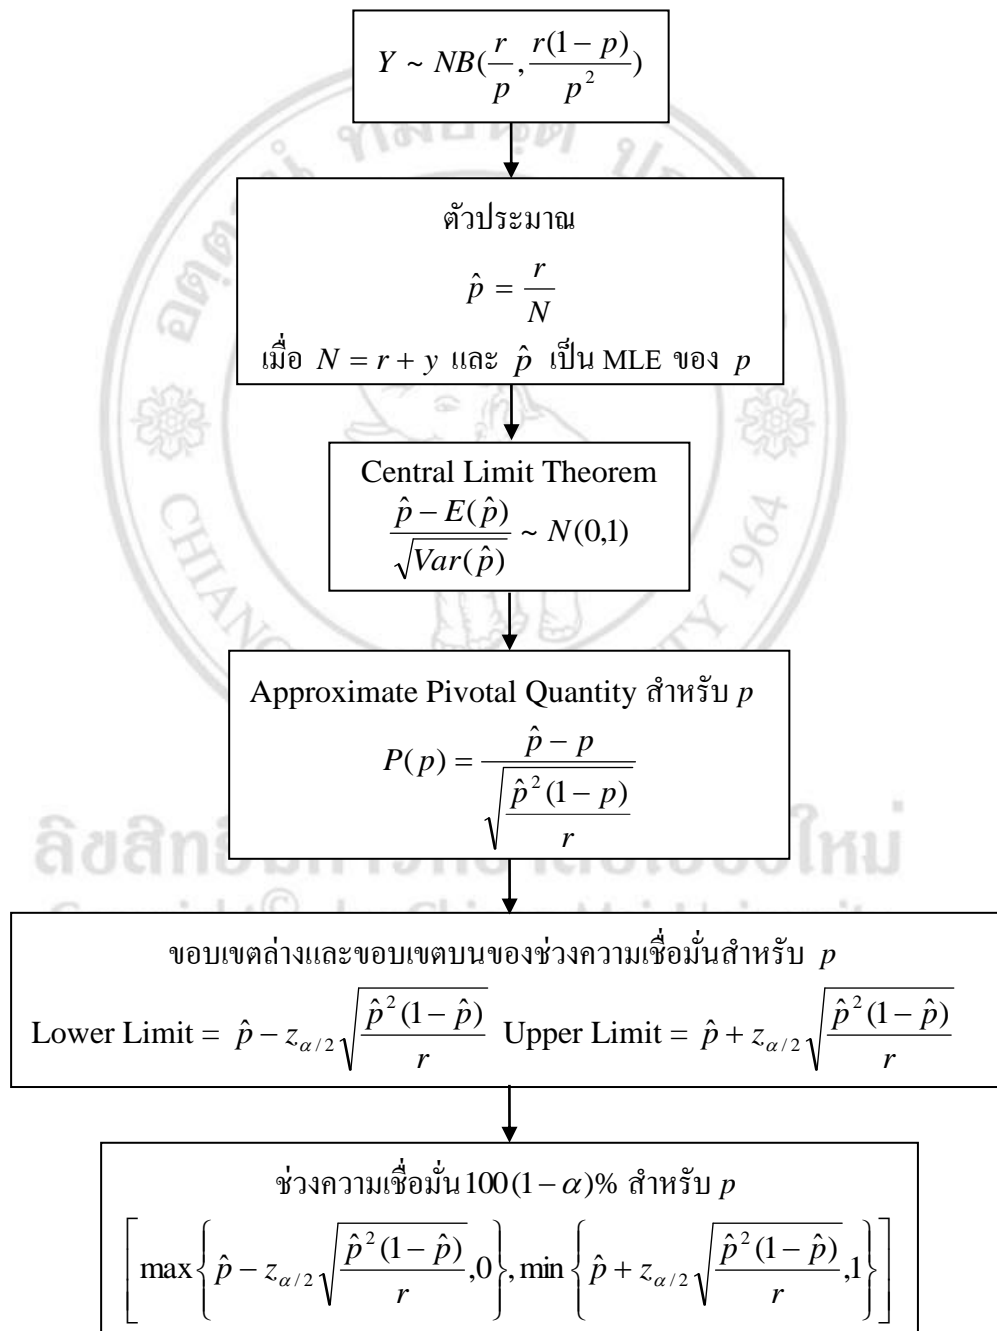 Y ~ NB(r/p, r(1 − p)/p²)
ตัวประมาณ
p̂ = r/N
เมื่อ N = r + y และ p̂ เป็น MLE ของ p
Central Limit Theorem
(p̂ − E(p̂))/√Var(p̂) ~ N(0,1)
Approximate Pivotal Quantity สำหรับ p
P(p) = (p̂ − p)/√(p̂²(1 − p)/r)
ขอบเขตล่างและขอบเขตบนของช่วงความเชื่อมั่นสำหรับ p
Lower Limit = p̂ − z_{α/2}√(p̂²(1 − p̂)/r) Upper Limit = p̂ + z_{α/2}√(p̂²(1 − p̂)/r)
ช่วงความเชื่อมั่น 100(1 − α)% สำหรับ p
[max{p̂ − z_{α/2}√(p̂²(1 − p̂)/r),0}, min{p̂ + z_{α/2}√(p̂²(1 − p̂)/r),1}]
1964